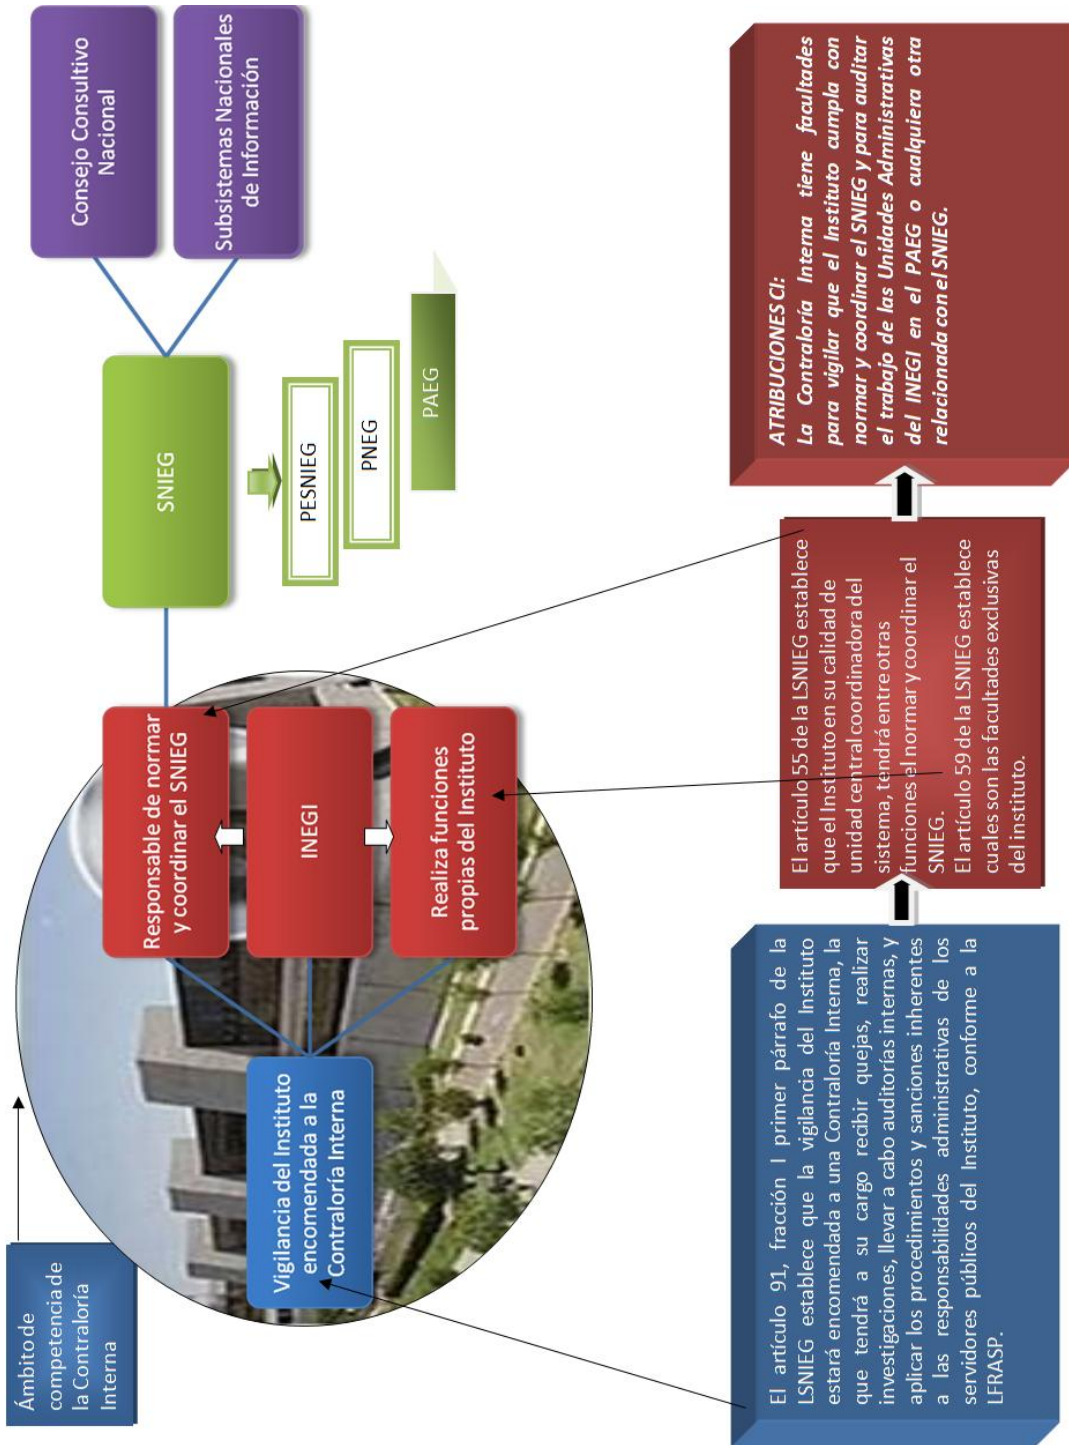 Ámbito de
competencia de
la Contraloría
Interna
Vigilancia del Instituto
encomendada a la
Contraloría Interna
Responsable de normar
y coordinar el SNIEG
INEGI
Realiza funciones
propias del Instituto
SNIEG
PESNIEG
PNEG
PAEG
Consejo Consultivo
Nacional
Subsistemas Nacionales
de Información
El artículo 91, fracción I primer párrafo de la
LSNIEG establece que la vigilancia del Instituto
estará encomendada a una Contraloría Interna, la
que tendrá a su cargo recibir quejas, realizar
investigaciones, llevar a cabo auditorías internas, y
aplicar los procedimientos y sanciones inherentes
a las responsabilidades administrativas de los
servidores públicos del Instituto, conforme a la
LFRASP.
El artículo 55 de la LSNIEG establece
que el Instituto en su calidad de
unidad central coordinadora del
sistema, tendrá entre otras
funciones el normar y coordinar el
SNIEG.
El artículo 59 de la LSNIEG establece
cuales son las facultades exclusivas
del instituto.
ATRIBUCIONES CI:
La Contraloría Interna tiene facultades
para vigilar que el Instituto cumpla con
normar y coordinar el SNIEG y para auditar
el trabajo de las Unidades Administrativas
del INEGI en el PAEG o cualquiera otra
relacionada con el SNIEG.